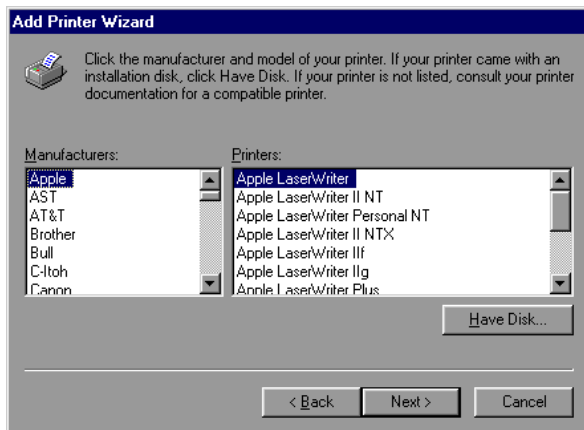 Add Printer Wizard
Click the manufacturer and model of your printer. If your printer came with an
installation disk, click Have Disk. If your printer is not listed, consult your printer
documentation for a compatible printer.
Manufacturers:
Printers:
Apple
AST
AT&T
Brother
Bull
C-Itoh
Canon
Apple LaserWriter
Apple LaserWriter II NT
Apple LaserWriter Personal NT
Apple LaserWriter II NTX
Apple LaserWriter IIf
Apple LaserWriter IIg
Apple LaserWriter Plus
Have Disk...
< Back
Next >
Cancel